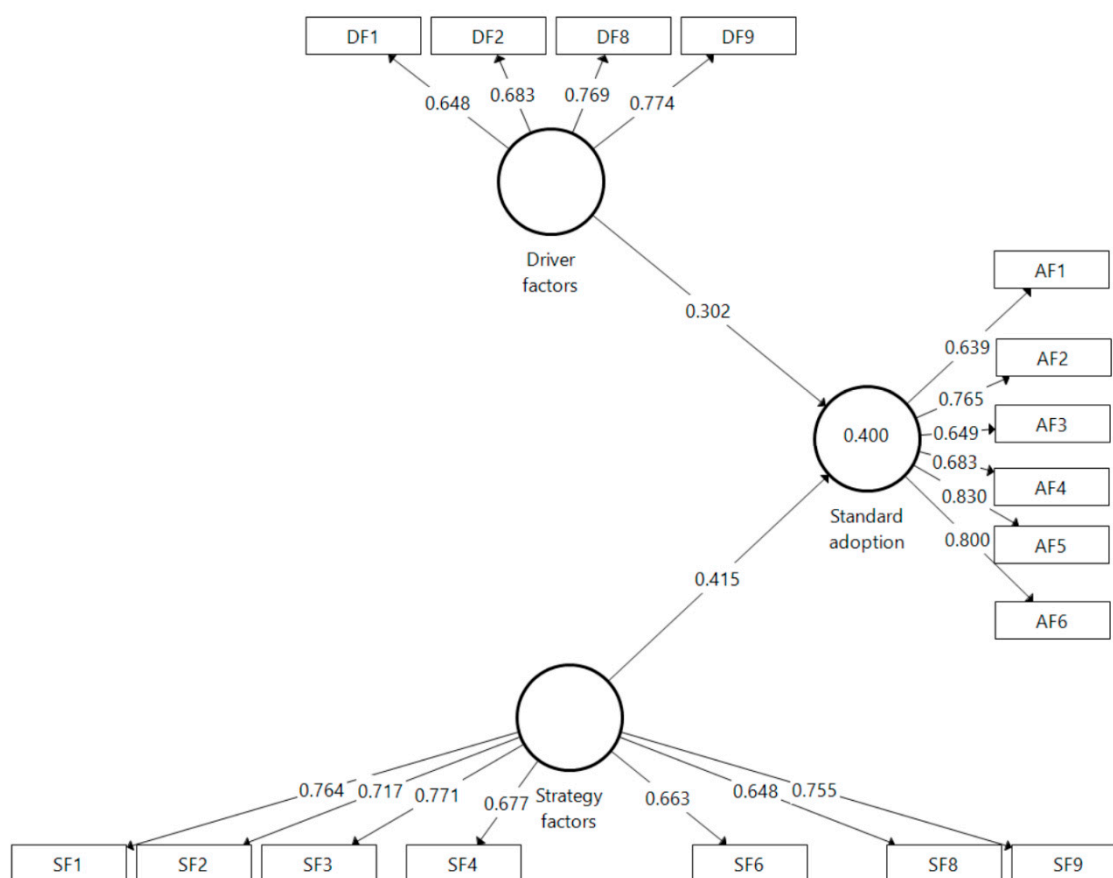 DF1 DF2 DF8 DF9
0.648 0.683 0.769 0.774
Driver
factors
0.302
AF1
0.639
AF2
0.765
AF3
0.649
0.683
AF4
0.830
AF5
0.800
AF6
0.400
Standard
adoption
0.415
Strategy
factors
0.764 0.717 0.771 0.677 0.663 0.648 0.755
SF1 SF2 SF3 SF4 SF6 SF8 SF9